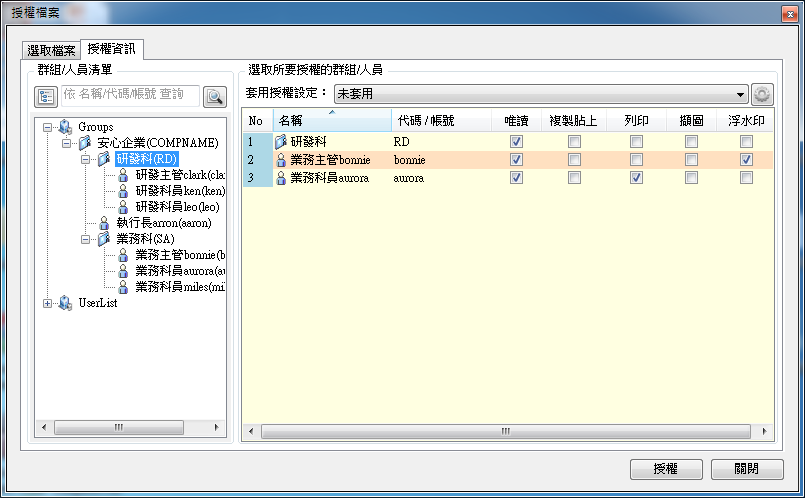 授權檔案
選取檔案 授權資訊
群組/人員清單
依 名稱/代碼/帳號 查詢
Groups
安心企業(COMPNAME)
研發科(RD)
研發主管clark(cla
研發科員ken(ken)
研發科員leo(leo)
執行長arron(aaron)
業務科(SA)
業務主管bonnie(b
業務科員aurora(au
業務科員miles(mil
UserList
選取所要授權的群組/人員
套用授權設定： 未套用
No 名稱 代碼 / 帳號 唯讀 複製貼上 列印 擷圖 浮水印
1 研發科 RD
2 業務主管bonnie bonnie
3 業務科員aurora aurora
授權 關閉